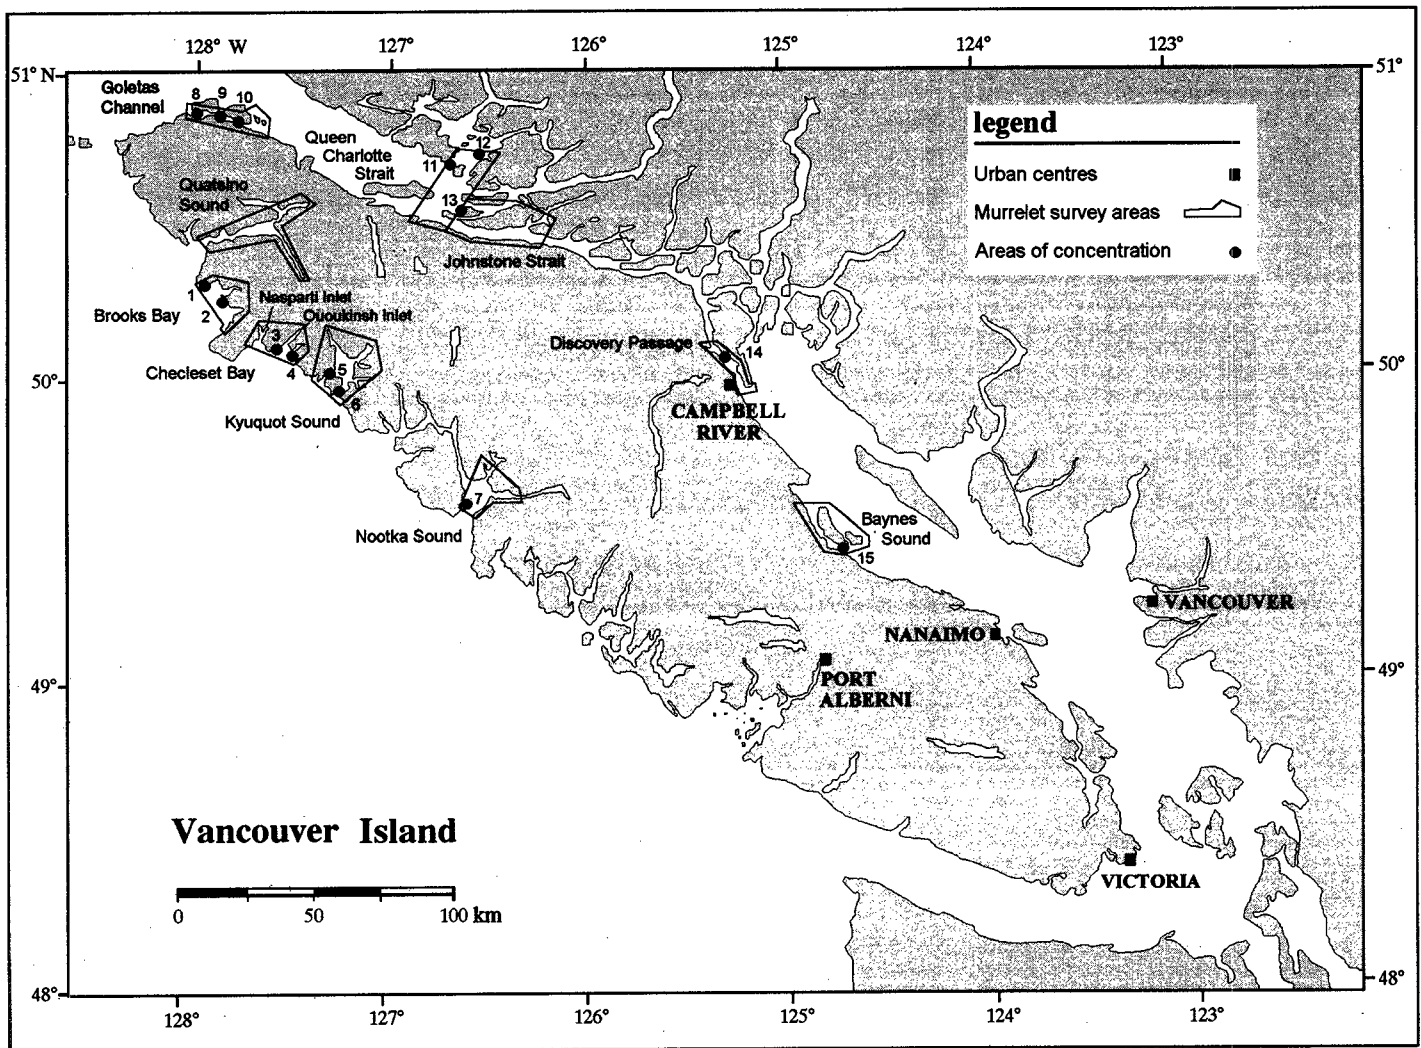 128° W
127°
126°
125°
124°
123°
51° N
51°
Goletas
Channel
8
9
10
Queen
Charlotte
Strait
11
12
13
Quatsino
Sound
Johnstone Strait
legend
Urban centres
Murrelet survey areas
Areas of concentration
1
2
Brooks Bay
Nasparti Inlet
Ououkinsh Inlet
3
4
5
6
Checleset Bay
Kyuquot Sound
Discovery Passage
14
50°
50°
CAMPBELL
RIVER
7
Nootka Sound
Baynes
Sound
15
VANCOUVER
NANAIMO
PORT
ALBERNI
49°
49°
Vancouver Island
0
50
100 km
VICTORIA
48°
48°
128°
127°
126°
125°
124°
123°